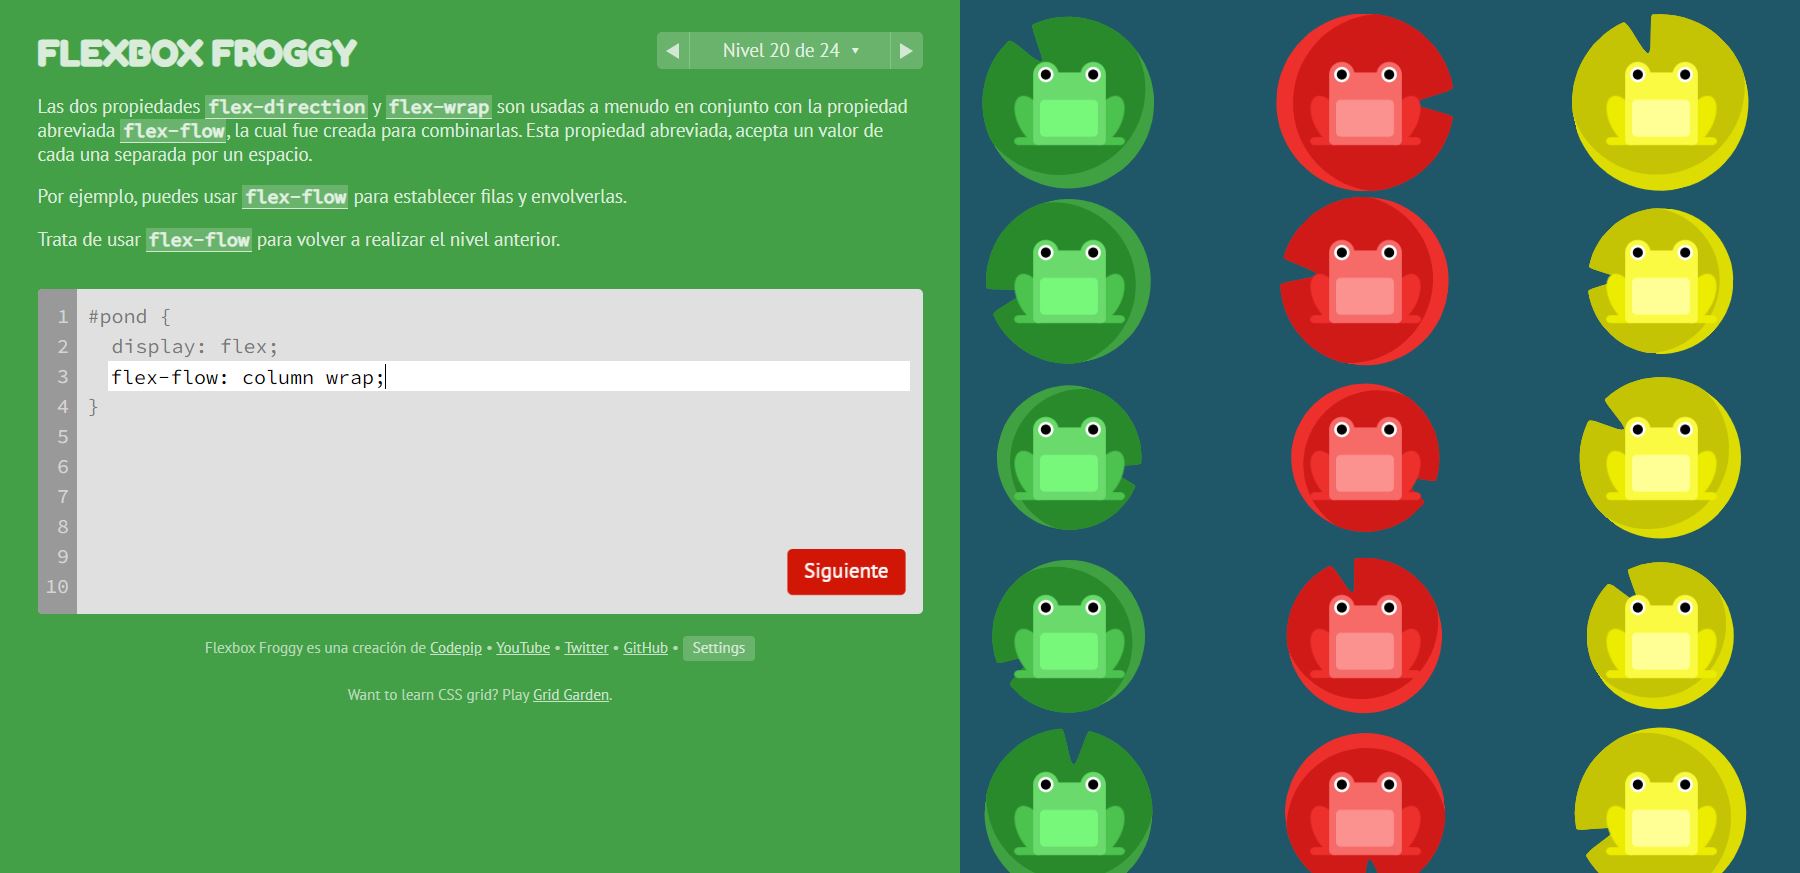 FLEXBOX FROGGY
Nivel 20 de 24
Las dos propiedades flex-direction y flex-wrap son usadas a menudo en conjunto con la propiedad
abreviada flex-flow, la cual fue creada para combinarlas. Esta propiedad abreviada, acepta un valor de
cada una separada por un espacio.
Por ejemplo, puedes usar flex-flow para establecer filas y envolverlas.
Trata de usar flex-flow para volver a realizar el nivel anterior.
1 #pond {
2 display: flex;
3 flex-flow: column wrap;
4 }
5
6
7
8
9
10
Siguiente
Flexbox Froggy es una creación de Codepip • YouTube • Twitter • GitHub • Settings
Want to learn CSS grid? Play Grid Garden.